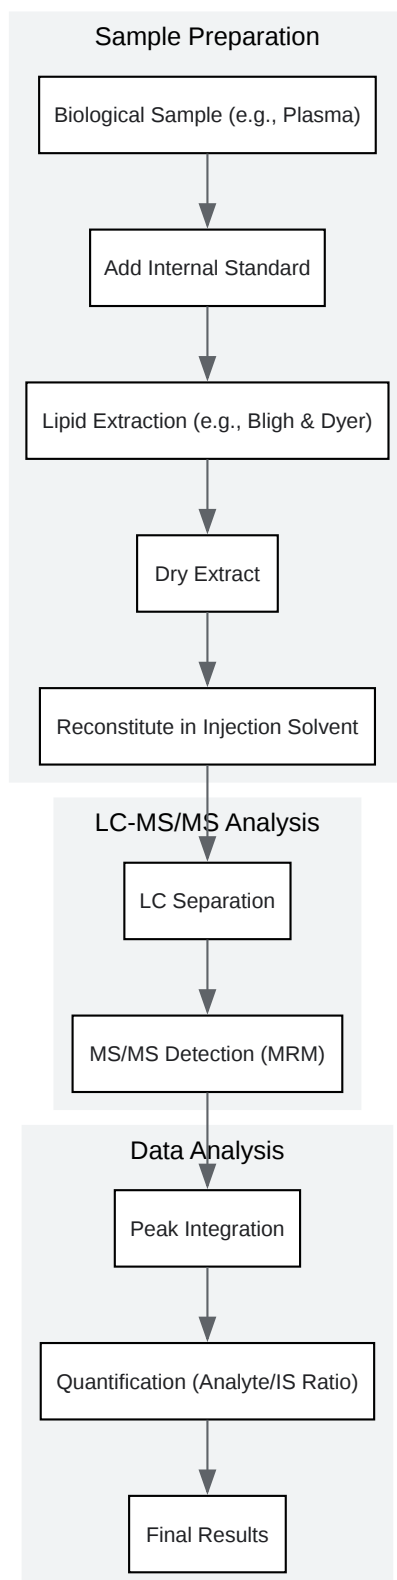 Sample Preparation
Biological Sample (e.g., Plasma)
Add Internal Standard
Lipid Extraction (e.g., Bligh & Dyer)
Dry Extract
Reconstitute in Injection Solvent
LC-MS/MS Analysis
LC Separation
MS/MS Detection (MRM)
Data Analysis
Peak Integration
Quantification (Analyte/IS Ratio)
Final Results